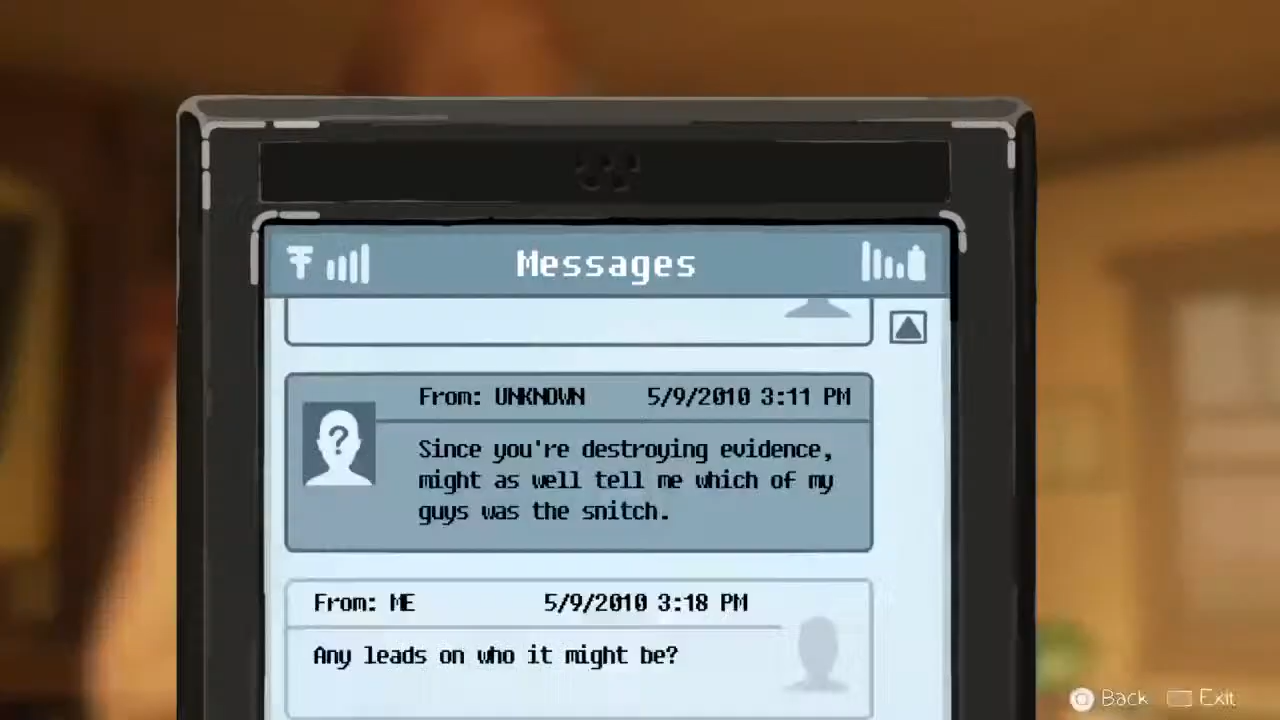 Messages
From: UNKNOWN 5/9/2010 3:11 PM
Since you're destroying evidence,
might as well tell me which of my
guys was the snitch.
From: ME 5/9/2010 3:18 PM
Any leads on who it might be?
Back Exit